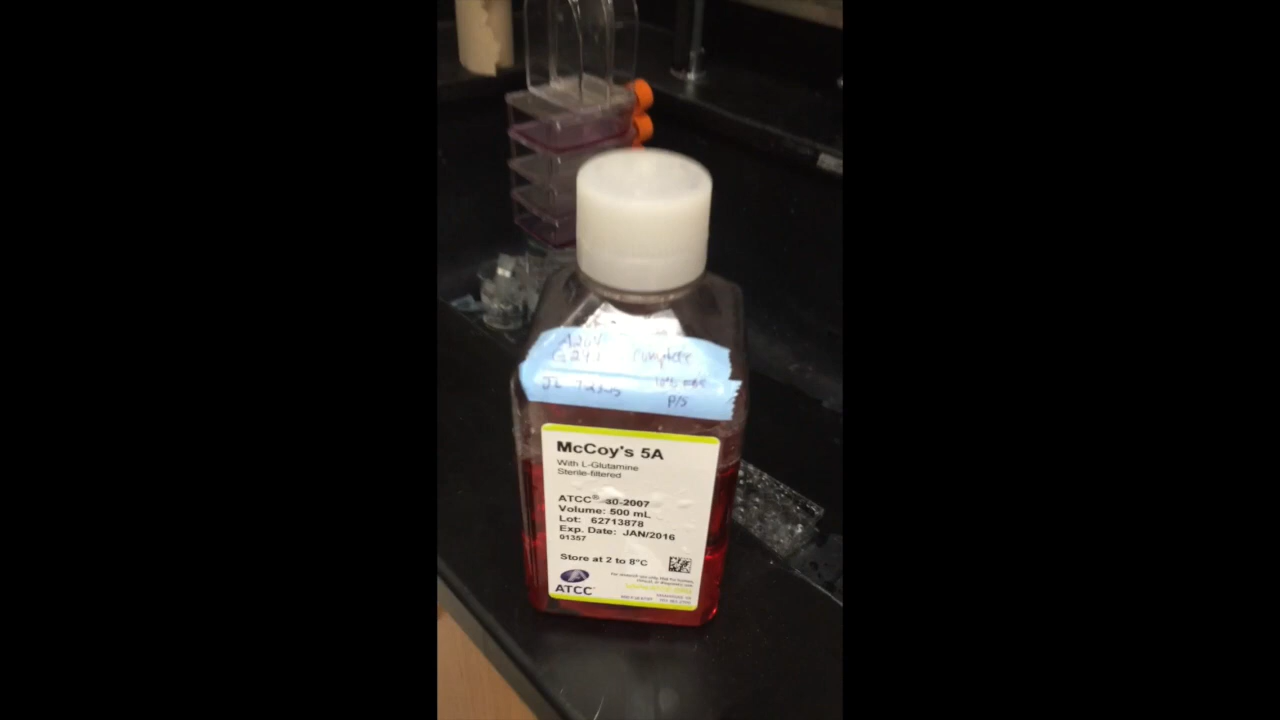 Complete
P/S
McCoy's 5A
With L-Glutamine
Sterile-filtered
ATCC® 30-2007
Volume: 500 mL
Lot: 62713878
Exp. Date: JAN/2016
01357
Store at 2 to 8°C
ATCC